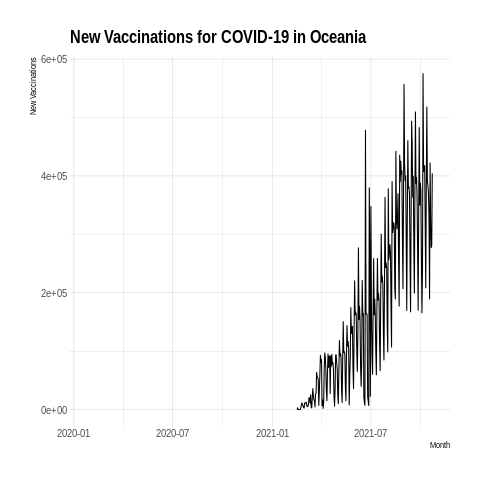 New Vaccinations for COVID-19 in Oceania
New Vaccinations
6e+05
4e+05
2e+05
0e+00
2020-01
2020-07
2021-01
2021-07
Month